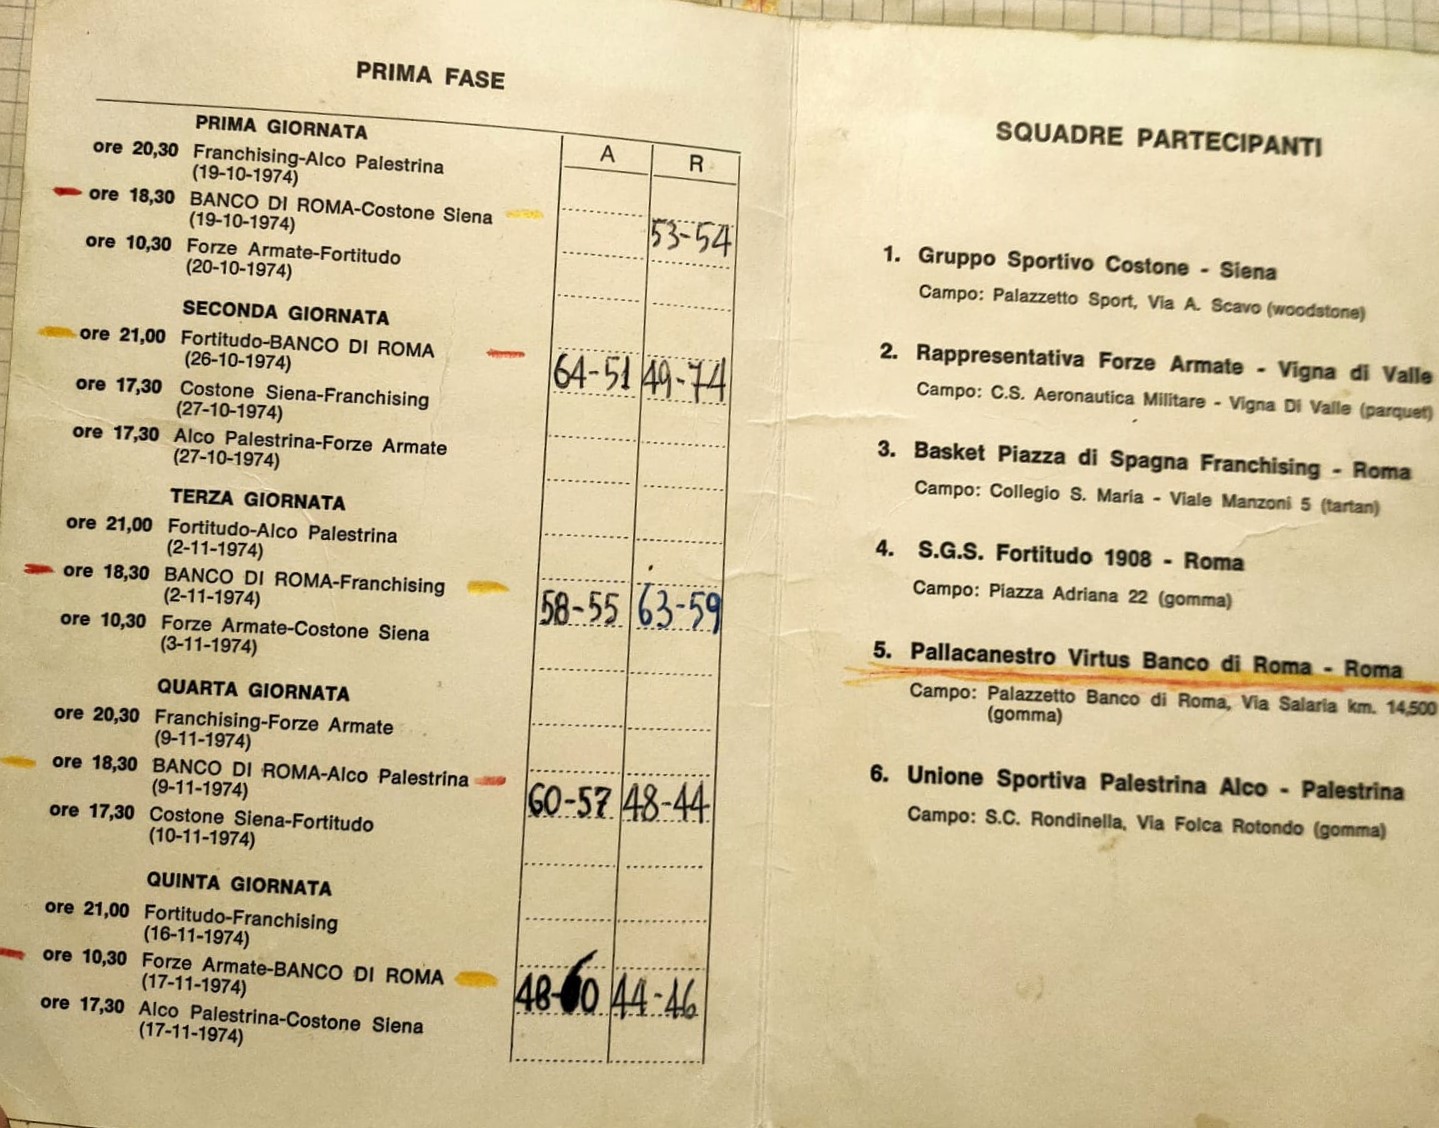 PRIMA FASE
A R
PRIMA GIORNATA
ore 20,30 Franchising-Alco Palestrina
(19-10-1974)
ore 18,30 BANCO DI ROMA-Costone Siena
(19-10-1974) 53-54
ore 10,30 Forze Armate-Fortitudo
(20-10-1974)
SECONDA GIORNATA
ore 21,00 Fortitudo-BANCO DI ROMA
(26-10-1974) 64-51 49-74
ore 17,30 Costone Siena-Franchising
(27-10-1974)
ore 17,30 Alco Palestrina-Forze Armate
(27-10-1974)
TERZA GIORNATA
ore 21,00 Fortitudo-Alco Palestrina
(2-11-1974)
ore 18,30 BANCO DI ROMA-Franchising
(2-11-1974) 58-55 63-59
ore 10,30 Forze Armate-Costone Siena
(3-11-1974)
QUARTA GIORNATA
ore 20,30 Franchising-Forze Armate
(9-11-1974)
ore 18,30 BANCO DI ROMA-Alco Palestrina
(9-11-1974) 60-57 48-44
ore 17,30 Costone Siena-Fortitudo
(10-11-1974)
QUINTA GIORNATA
ore 21,00 Fortitudo-Franchising
(16-11-1974)
ore 10,30 Forze Armate-BANCO DI ROMA
(17-11-1974) 48-60 44-46
ore 17,30 Alco Palestrina-Costone Siena
(17-11-1974)
SQUADRE PARTECIPANTI
1. Gruppo Sportivo Costone - Siena
Campo: Palazzetto Sport, Via A. Scavo (woodstone)
2. Rappresentativa Forze Armate - Vigna di Valle
Campo: C.S. Aeronautica Militare - Vigna Di Valle (parquet)
3. Basket Piazza di Spagna Franchising - Roma
Campo: Collegio S. Maria - Viale Manzoni 5 (tartan)
4. S.G.S. Fortitudo 1908 - Roma
Campo: Piazza Adriana 22 (gomma)
5. Pallacanestro Virtus Banco di Roma - Roma
Campo: Palazzetto Banco di Roma, Via Salaria km. 14,500
(gomma)
6. Unione Sportiva Palestrina Alco - Palestrina
Campo: S.C. Rondinella, Via Folca Rotondo (gomma)